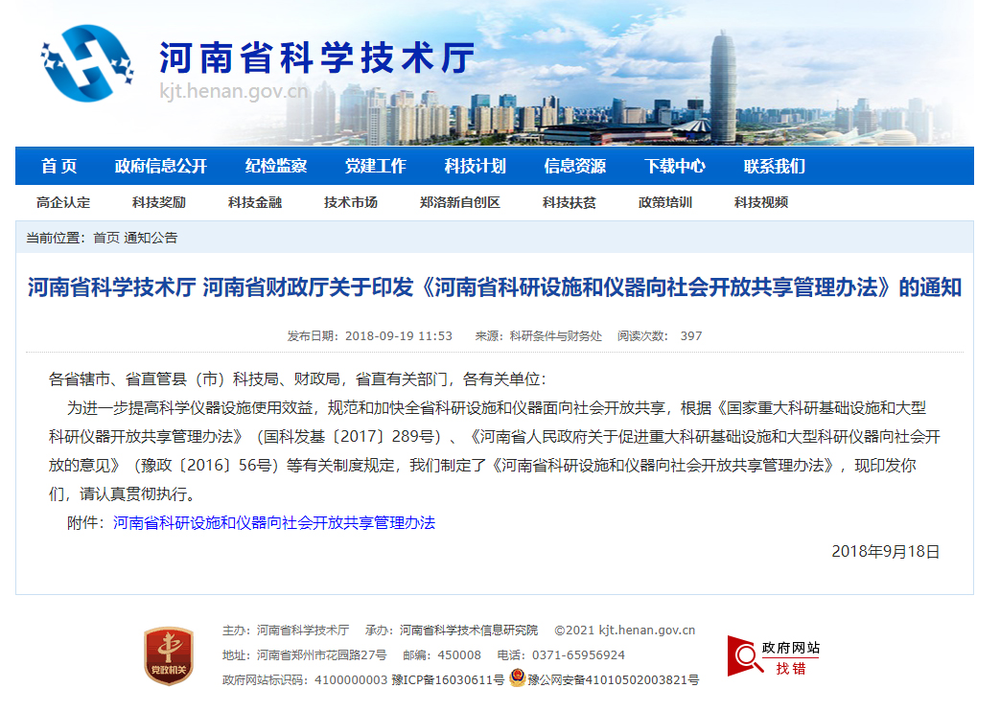 河南省科学技术厅
kjt.henan.gov.cn
首 页 政府信息公开 纪检监察 党建工作 科技计划 信息资源 下载中心 联系我们
高企认定 科技奖励 科技金融 技术市场 郑洛新自创区 科技扶贫 政策培训 科技视频
当前位置：首页 通知公告
河南省科学技术厅 河南省财政厅关于印发《河南省科研设施和仪器向社会开放共享管理办法》的通知
发布日期：2018-09-19 11:53 来源：科研条件与财务处 阅读次数： 397
各省辖市、省直管县（市）科技局、财政局，省直有关部门，各有关单位：
为进一步提高科学仪器设施使用效益，规范和加快全省科研设施和仪器面向社会开放共享，根据《国家重大科研基础设施和大型
科研仪器开放共享管理办法》（国科发基〔2017〕289号）、《河南省人民政府关于促进重大科研基础设施和大型科研仪器向社会开
放的意见》（豫政〔2016〕56号）等有关制度规定，我们制定了《河南省科研设施和仪器向社会开放共享管理办法》，现印发你
们，请认真贯彻执行。
附件：河南省科研设施和仪器向社会开放共享管理办法
2018年9月18日
党政机关
主办：河南省科学技术厅 承办：河南省科学技术信息研究院 ©2021 kjt.henan.gov.cn
地址：河南省郑州市花园路27号 邮编：450008 电话：0371-65956924
政府网站标识码：4100000003 豫ICP备16030611号 豫公网安备41010502003821号
政府网站
找错